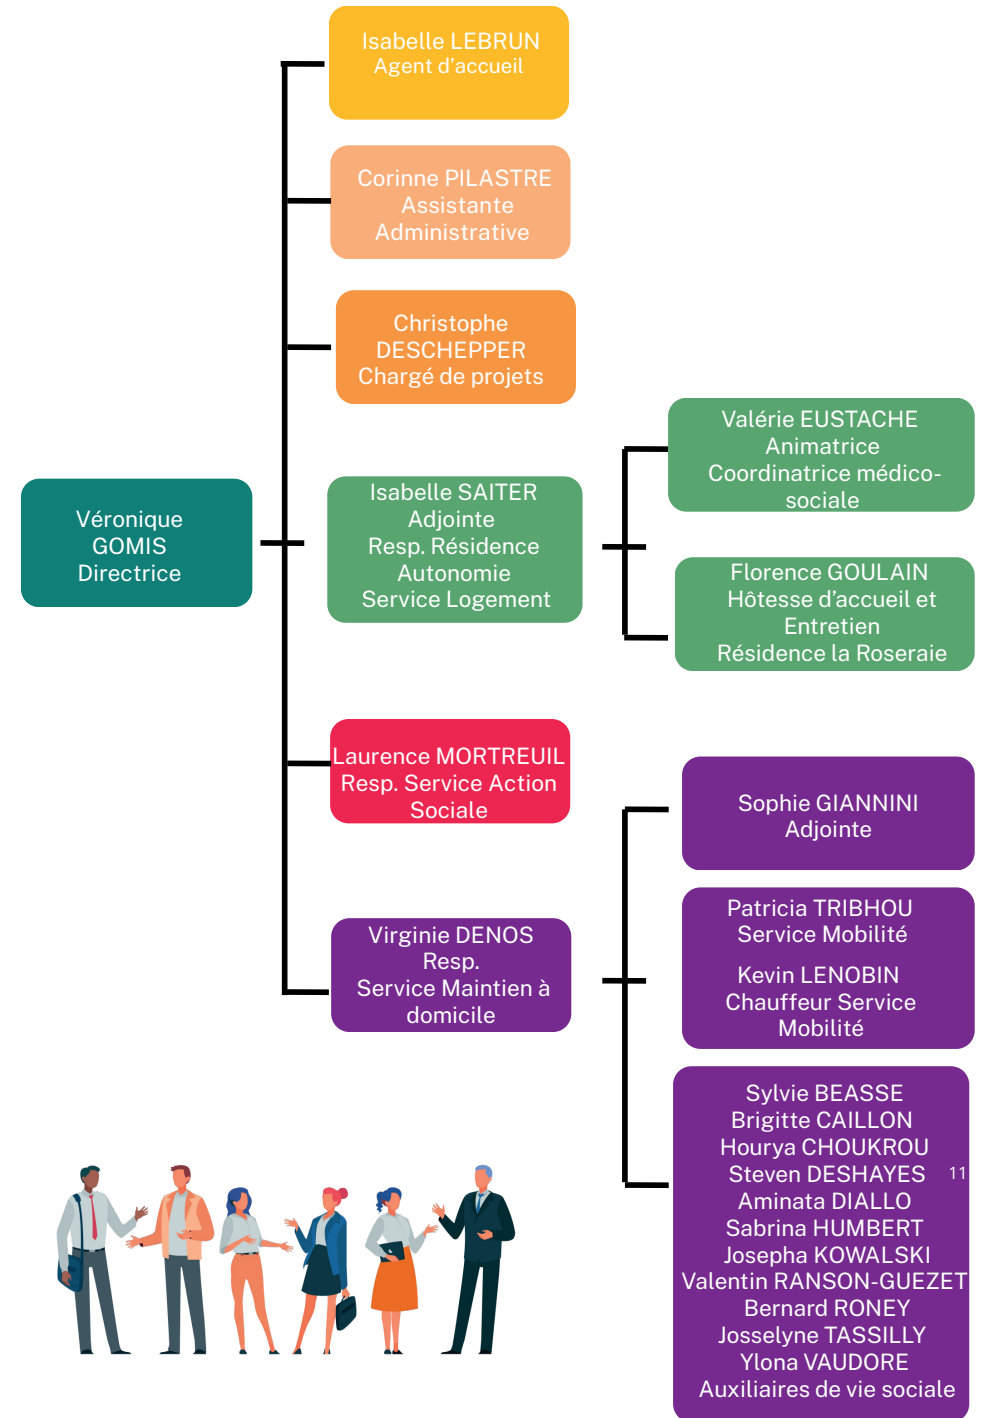 Isabelle LEBRUN
Agent d'accueil
Corinne PILASTRE
Assistante
Administrative
Christophe
DESCHEPPER
Chargé de projets
Véronique
GOMIS
Directrice
Isabelle SAITER
Adjointe
Resp. Résidence
Autonomie
Service Logement
Valérie EUSTACHE
Animatrice
Coordinatrice médico-
sociale
Florence GOULAIN
Hôtesse d'accueil et
Entretien
Résidence la Roseraie
Laurence MORTREUIL
Resp. Service Action
Sociale
Virginie DENOS
Resp.
Service Maintien à
domicile
Sophie GIANNINI
Adjointe
Patricia TRIBHOU
Service Mobilité
Kevin LENOBIN
Chauffeur Service
Mobilité
Sylvie BEASSE
Brigitte CAILLON
Hourya CHOUKROU
Steven DESHAYES
11
Aminata DIALLO
Sabrina HUMBERT
Josepha KOWALSKI
Valentin RANSON-GUEZET
Bernard RONEY
Josselyne TASSILLY
Ylona VAUDORE
Auxiliaires de vie sociale